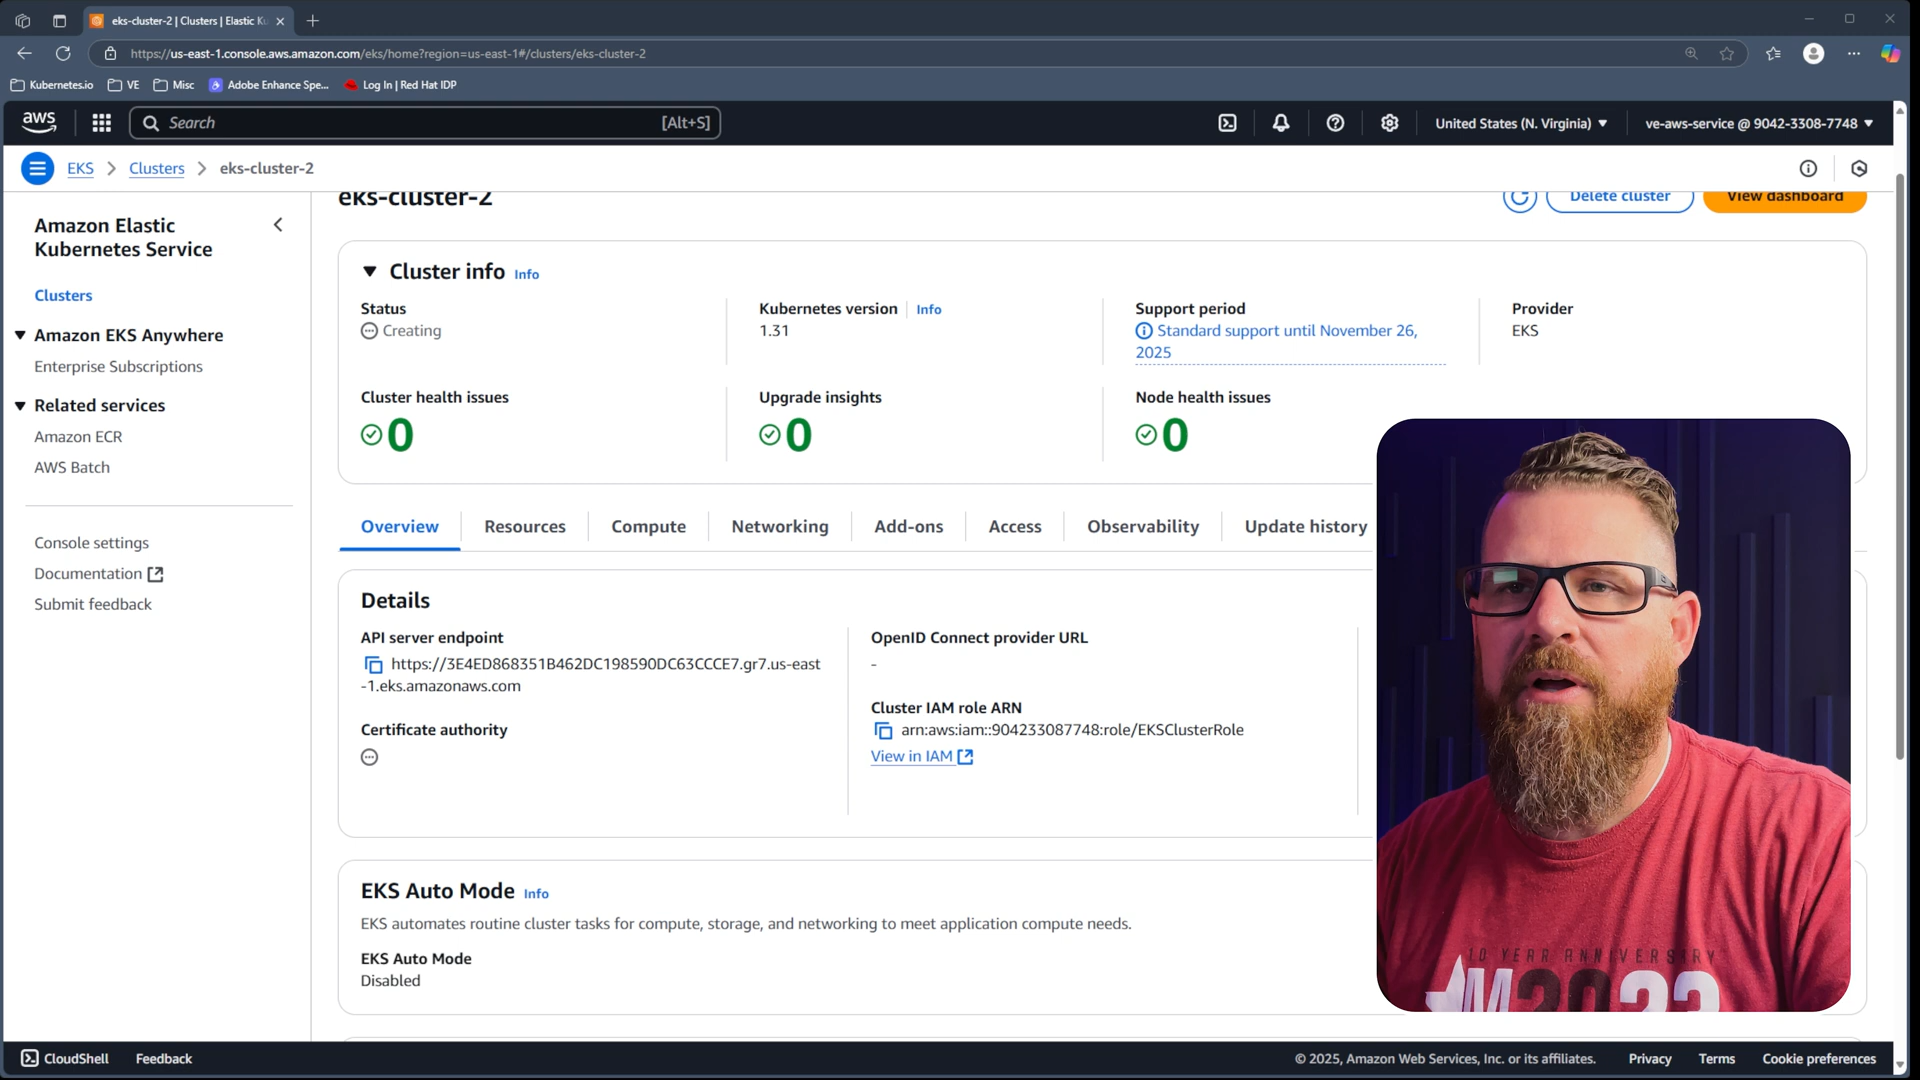 eks-cluster-2 | Clusters | Elastic Ku
https://us-east-1.console.aws.amazon.com/eks/home?region=us-east-1#/clusters/eks-cluster-2
Kubernetes.io
VE
Misc
Adobe Enhance Spe...
Log In | Red Hat IDP
aws
Search
[Alt+S]
United States (N. Virginia)
ve-aws-service @ 9042-3308-7748
EKS
Clusters
eks-cluster-2
Amazon Elastic
Kubernetes Service
Clusters
Amazon EKS Anywhere
Enterprise Subscriptions
Related services
Amazon ECR
AWS Batch
Console settings
Documentation
Submit feedback
eks-cluster-2
Delete cluster
View dashboard
Cluster info
Info
Status
Creating
Kubernetes version
Info
1.31
Support period
Standard support until November 26,
2025
Provider
EKS
Cluster health issues
0
Upgrade insights
0
Node health issues
0
Overview
Resources
Compute
Networking
Add-ons
Access
Observability
Update history
Details
API server endpoint
https://3E4ED868351B462DC198590DC63CCCE7.gr7.us-east
-1.eks.amazonaws.com
Certificate authority
OpenID Connect provider URL
-
Cluster IAM role ARN
arn:aws:iam::904233087748:role/EKSClusterRole
View in IAM
EKS Auto Mode
Info
EKS automates routine cluster tasks for compute, storage, and networking to meet application compute needs.
EKS Auto Mode
Disabled
10 YEAR ANNIVERSARY
M2023
CloudShell
Feedback
© 2025, Amazon Web Services, Inc. or its affiliates.
Privacy
Terms
Cookie preferences